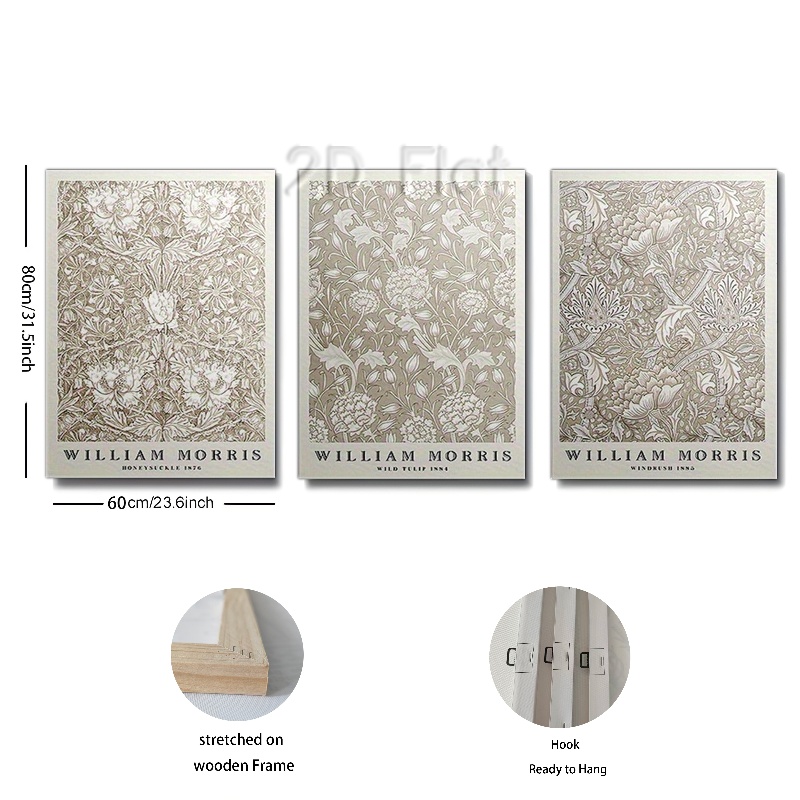 2D Flat
80cm/31.5inch
WILLIAM MORRIS
HONEYSUCKLE 1876
WILLIAM MORRIS
WILD TULIP 1884
WILLIAM MORRIS
WINDRUSH 1885
60cm/23.6inch
stretched on
wooden Frame
Hook
Ready to Hang